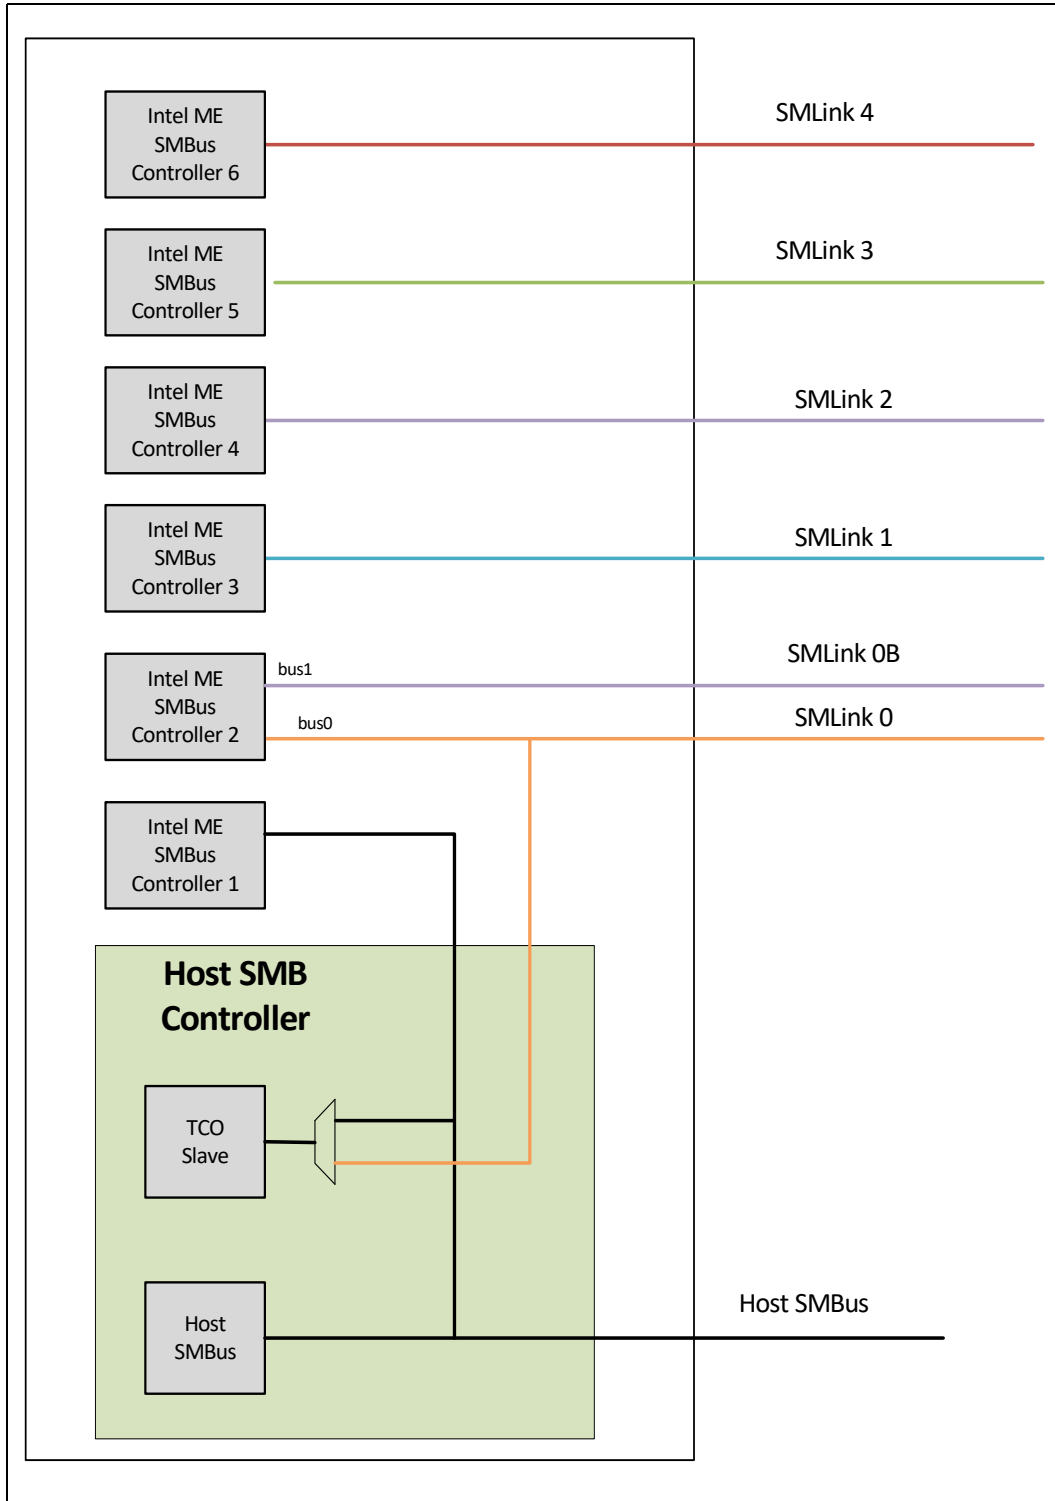 Intel ME
SMBus
Controller 6
SMLink 4
Intel ME
SMBus
Controller 5
SMLink 3
Intel ME
SMBus
Controller 4
SMLink 2
Intel ME
SMBus
Controller 3
SMLink 1
Intel ME
SMBus
Controller 2
bus1
SMLink 0B
bus0
SMLink 0
Intel ME
SMBus
Controller 1
Host SMB
Controller
TCO
Slave
Host
SMBus
Host SMBus